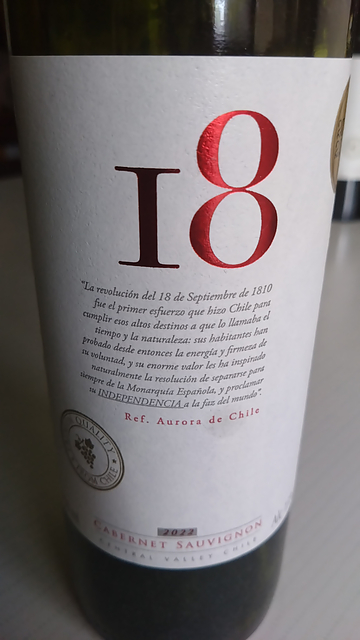 18
"La revolución del 18 de Septiembre de 1810
fue el primer esfuerzo que hizo Chile para
cumplir esos altos destinos a que lo llamaba el
tiempo y la naturaleza: sus habitantes han
probado desde entonces la energía y firmeza de
su voluntad, y su enorme valor les ha inspirado
naturalmente la resolución de separarse para
siempre de la Monarquía Española, y proclamar
su INDEPENDENCIA a la faz del mundo".
Ref. Aurora de Chile
QUALITY
CHILE
2022
CABERNET SAUVIGNON
CENTRAL VALLEY CHILE